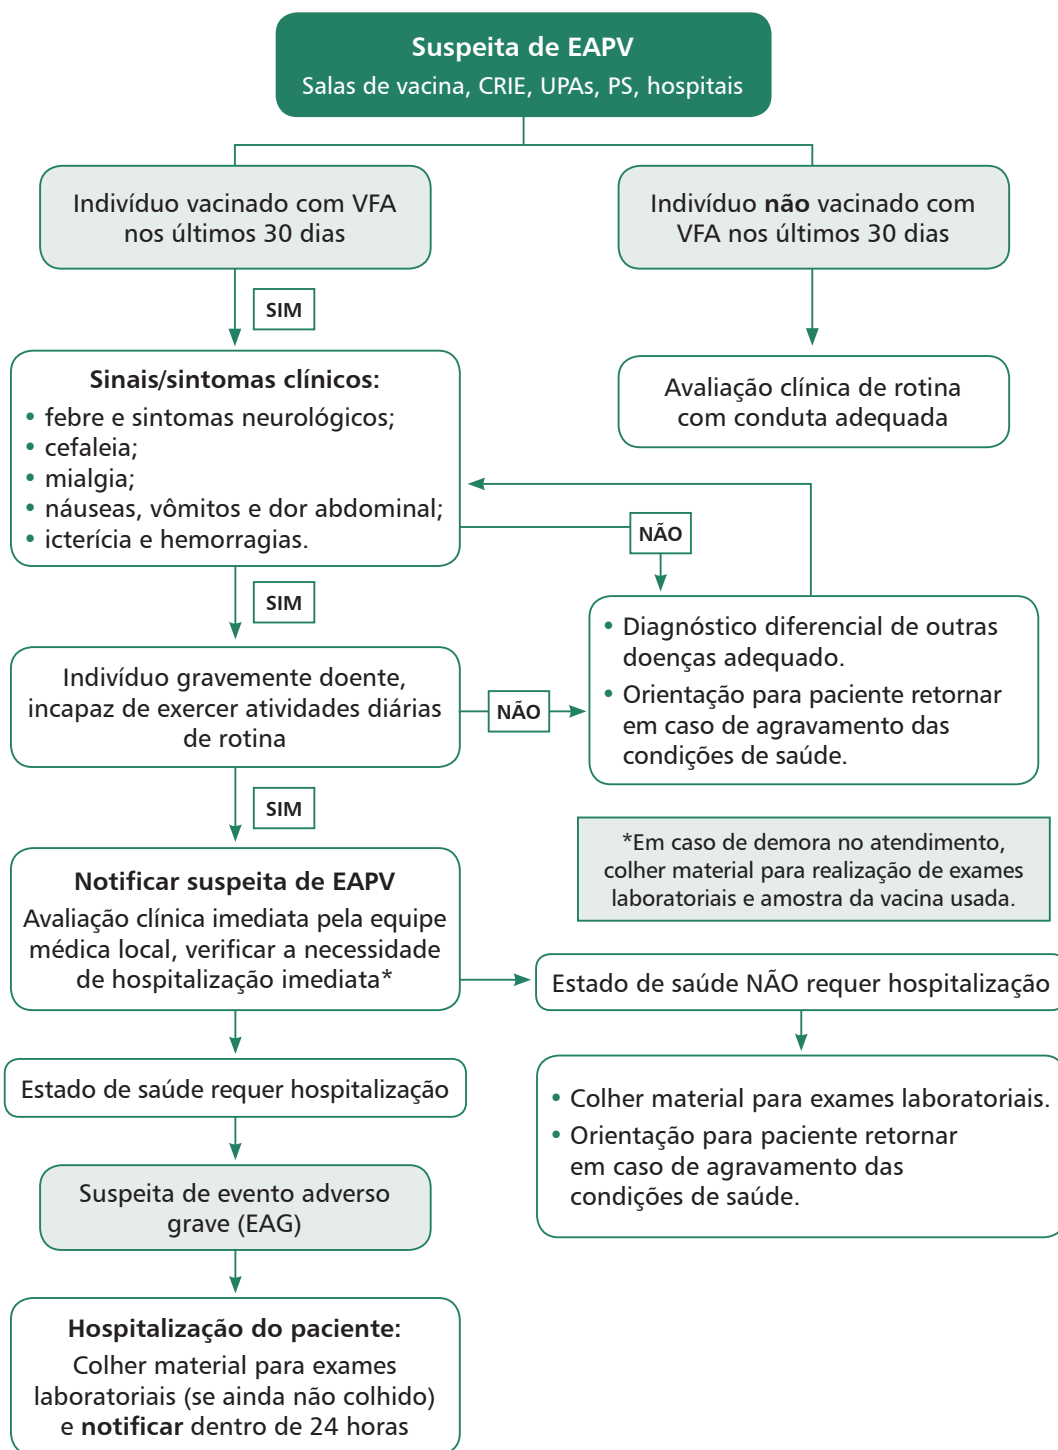 Suspeita de EAPV
Salas de vacina, CRIE, UPAs, PS, hospitais
Indivíduo vacinado com VFA
nos últimos 30 dias
Indivíduo não vacinado com
VFA nos últimos 30 dias
SIM
Sinais/sintomas clínicos:
• febre e sintomas neurológicos;
• cefaleia;
• mialgia;
• náuseas, vômitos e dor abdominal;
• icterícia e hemorragias.
Avaliação clínica de rotina
com conduta adequada
NÃO
SIM
• Diagnóstico diferencial de outras
doenças adequado.
• Orientação para paciente retornar
em caso de agravamento das
condições de saúde.
Indivíduo gravemente doente,
incapaz de exercer atividades diárias
de rotina
NÃO
SIM
*Em caso de demora no atendimento,
colher material para realização de exames
laboratoriais e amostra da vacina usada.
Notificar suspeita de EAPV
Avaliação clínica imediata pela equipe
médica local, verificar a necessidade
de hospitalização imediata*
Estado de saúde NÃO requer hospitalização
Estado de saúde requer hospitalização
• Colher material para exames laboratoriais.
• Orientação para paciente retornar
em caso de agravamento das
condições de saúde.
Suspeita de evento adverso
grave (EAG)
Hospitalização do paciente:
Colher material para exames
laboratoriais (se ainda não colhido)
e notificar dentro de 24 horas